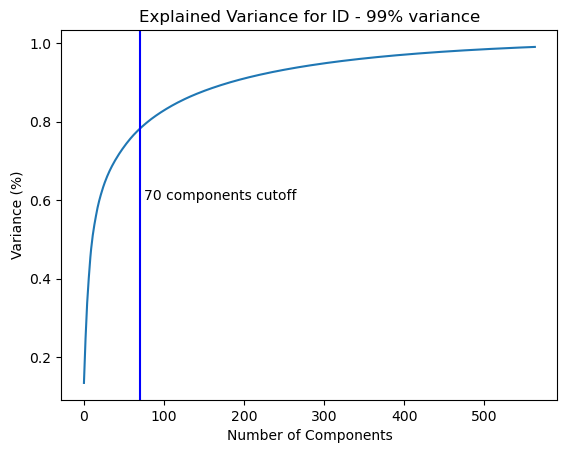 Explained Variance for ID - 99% variance
1.0
0.8
0.6
0.4
0.2
Variance (%)
70 components cutoff
0 100 200 300 400 500
Number of Components